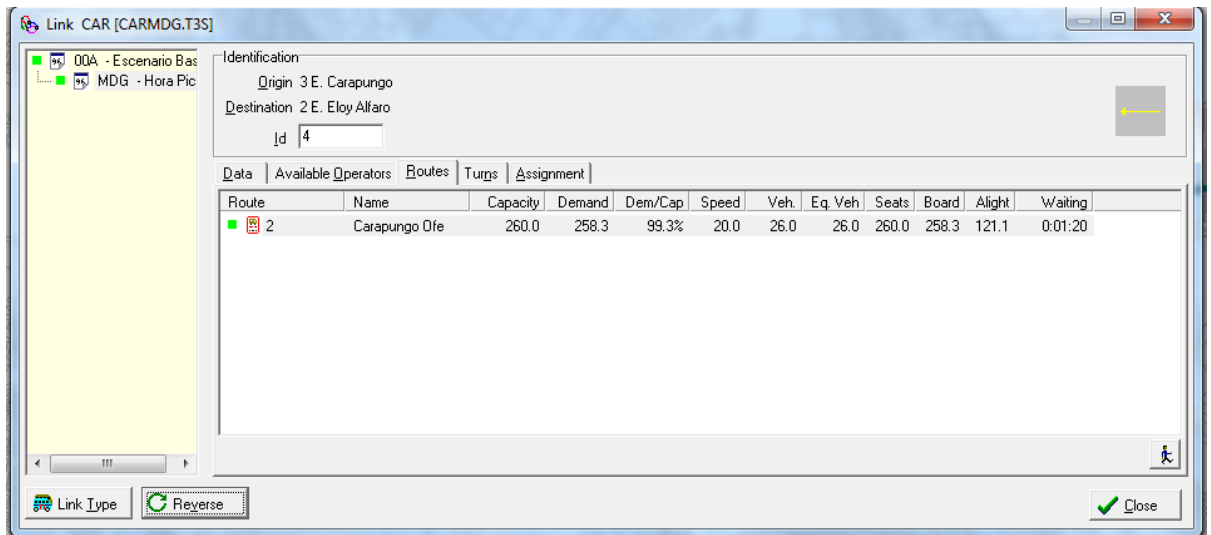 Link CAR [CARMDG.T3S]
00A - Escenario Bas
MDG - Hora Pic
Identification
Origin 3 E. Carapungo
Destination 2 E. Eloy Alfaro
Id 4
Data Available Operators Routes Turns Assignment
Route Name Capacity Demand Dem/Cap Speed Veh. Eq. Veh Seats Board Alight Waiting
2 Carapungo Ofe 260.0 258.3 99.3% 20.0 26.0 26.0 260.0 258.3 121.1 0:01:20
Link Type Reverse Close